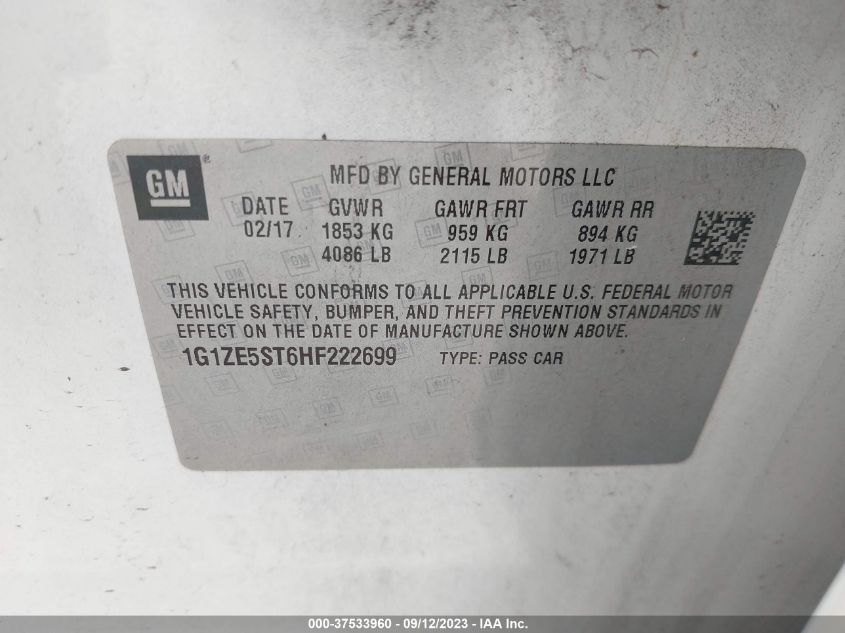 GM ®
MFD BY GENERAL MOTORS LLC
DATE GVWR GAWR FRT GAWR RR
02/17 1853 KG 959 KG 894 KG
4086 LB 2115 LB 1971 LB
THIS VEHICLE CONFORMS TO ALL APPLICABLE U.S. FEDERAL MOTOR
VEHICLE SAFETY, BUMPER, AND THEFT PREVENTION STANDARDS IN
EFFECT ON THE DATE OF MANUFACTURE SHOWN ABOVE.
1G1ZE5ST6HF222699 TYPE: PASS CAR
000-37533960 - 09/12/2023 - IAA Inc.